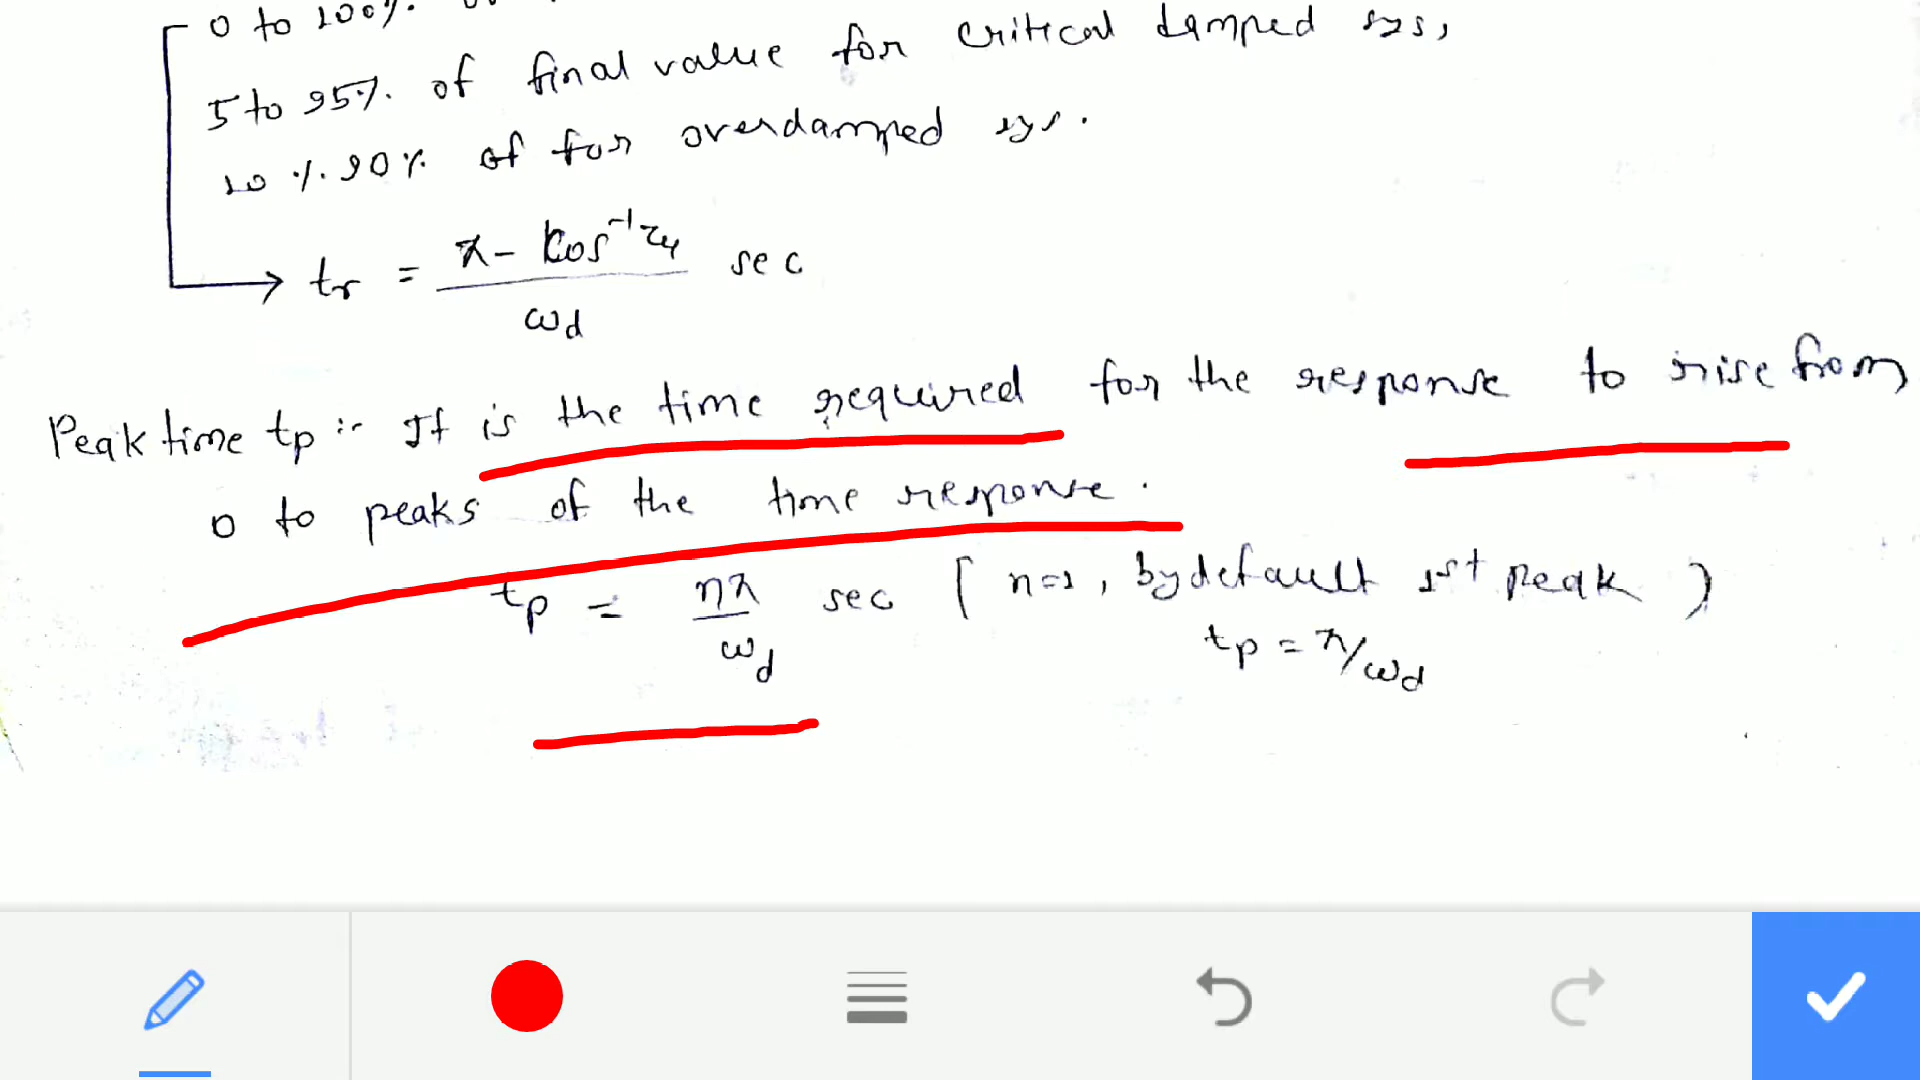 0 to 100%.
5 to 95%. of final value for critical damped sys,
10 %. 90%. of for overdamped sys.
tr = π - cos⁻¹ ζ / ωd sec
Peak time tp :- It is the time required for the response to rise from
0 to peaks of the time response.
tp = nπ / ωd sec [ n=1, by default 1st peak )
tp = π/ωd